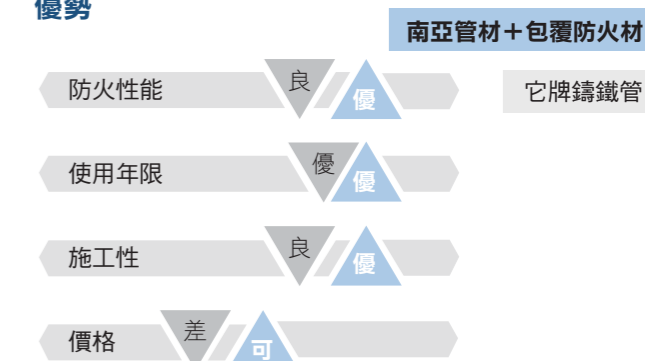 優勢
南亞管材＋包覆防火材
防火性能 良 優
它牌鑄鐵管
使用年限 優 優
施工性 良 優
價格 差 可